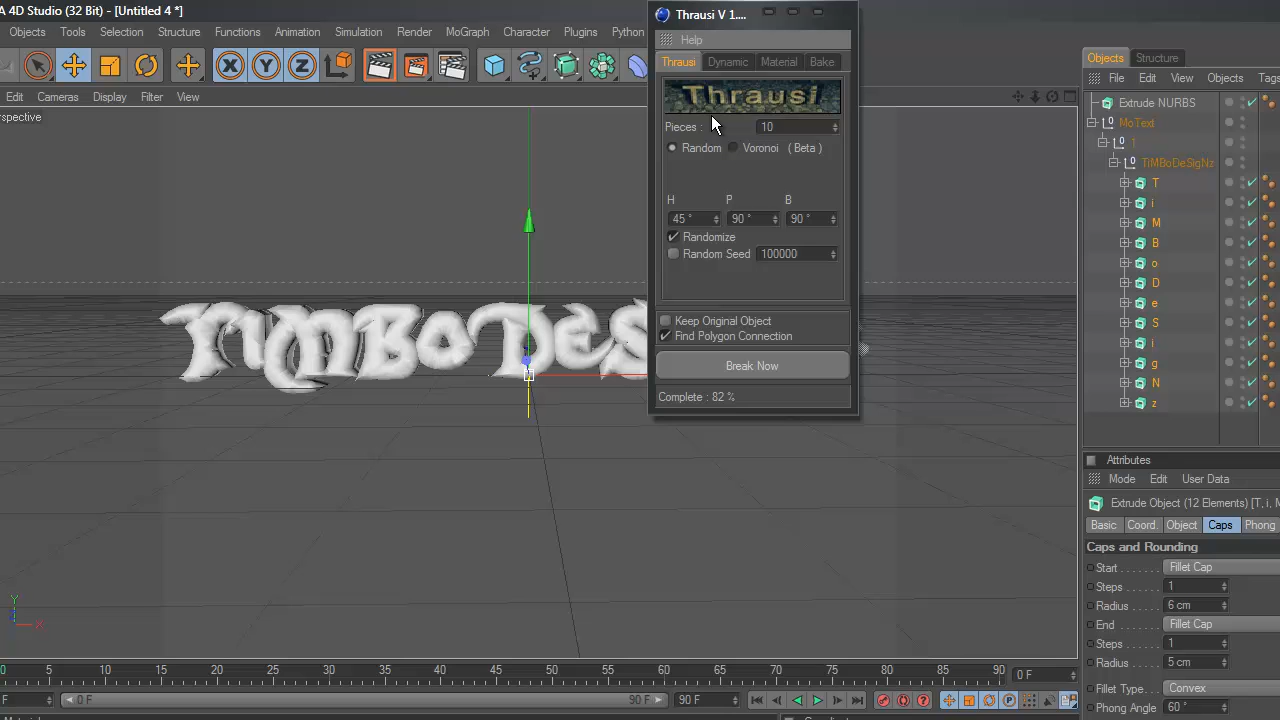 A 4D Studio (32 Bit) - [Untitled 4 *]
Objects Tools Selection Structure Functions Animation Simulation Render MoGraph Character Plugins Python
Edit Cameras Display Filter View
erspective
Thrausi V 1....
Help
Thrausi Dynamic Material Bake
Thrausi
Pieces : 10
Random Voronoi ( Beta )
H P B
45 ° 90 ° 90 °
Randomize
Random Seed 100000
Keep Original Object
Find Polygon Connection
Break Now
Complete : 82 %
TiMBoDeS
Y
X
Objects Structure
File Edit View Objects Tags
Extrude NURBS
MoText
1
TiMBoDeSigNz
T
i
M
B
o
D
e
S
i
g
N
z
Attributes
Mode Edit User Data
Extrude Object (12 Elements) [T, i, M
Basic Coord. Object Caps Phong
Caps and Rounding
Start Fillet Cap
Steps 1
Radius 6 cm
End Fillet Cap
Steps 1
Radius 5 cm
Fillet Type Convex
Phong Angle 60 °
0 5 10 15 20 25 30 35 40 45 50 55 60 65 70 75 80 85 90 0 F
F 0 F 90 F 90 F